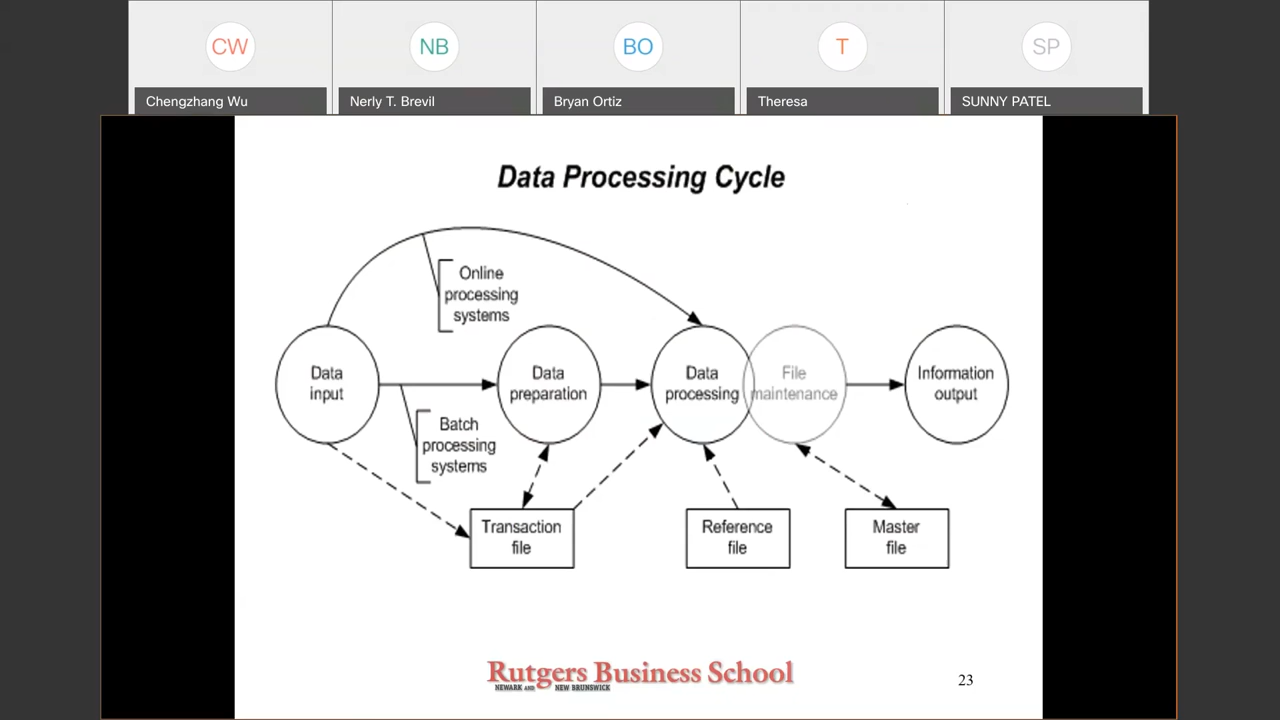 CW
NB
BO
T
SP
Chengzhang Wu
Nerly T. Brevil
Bryan Ortiz
Theresa
SUNNY PATEL
Data Processing Cycle
Online
processing
systems
Data
input
Data
preparation
Data
processing
File
maintenance
Information
output
Batch
processing
systems
Transaction
file
Reference
file
Master
file
Rutgers Business School
NEWARK AND NEW BRUNSWICK
23